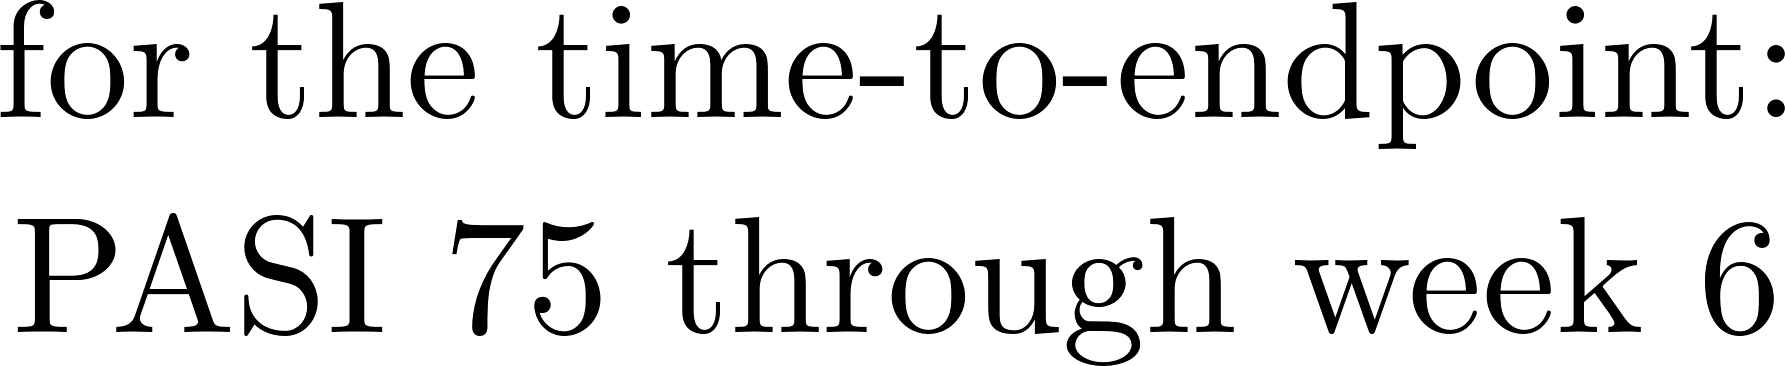 for the time-to-endpoint:
PASI 75 through week 6